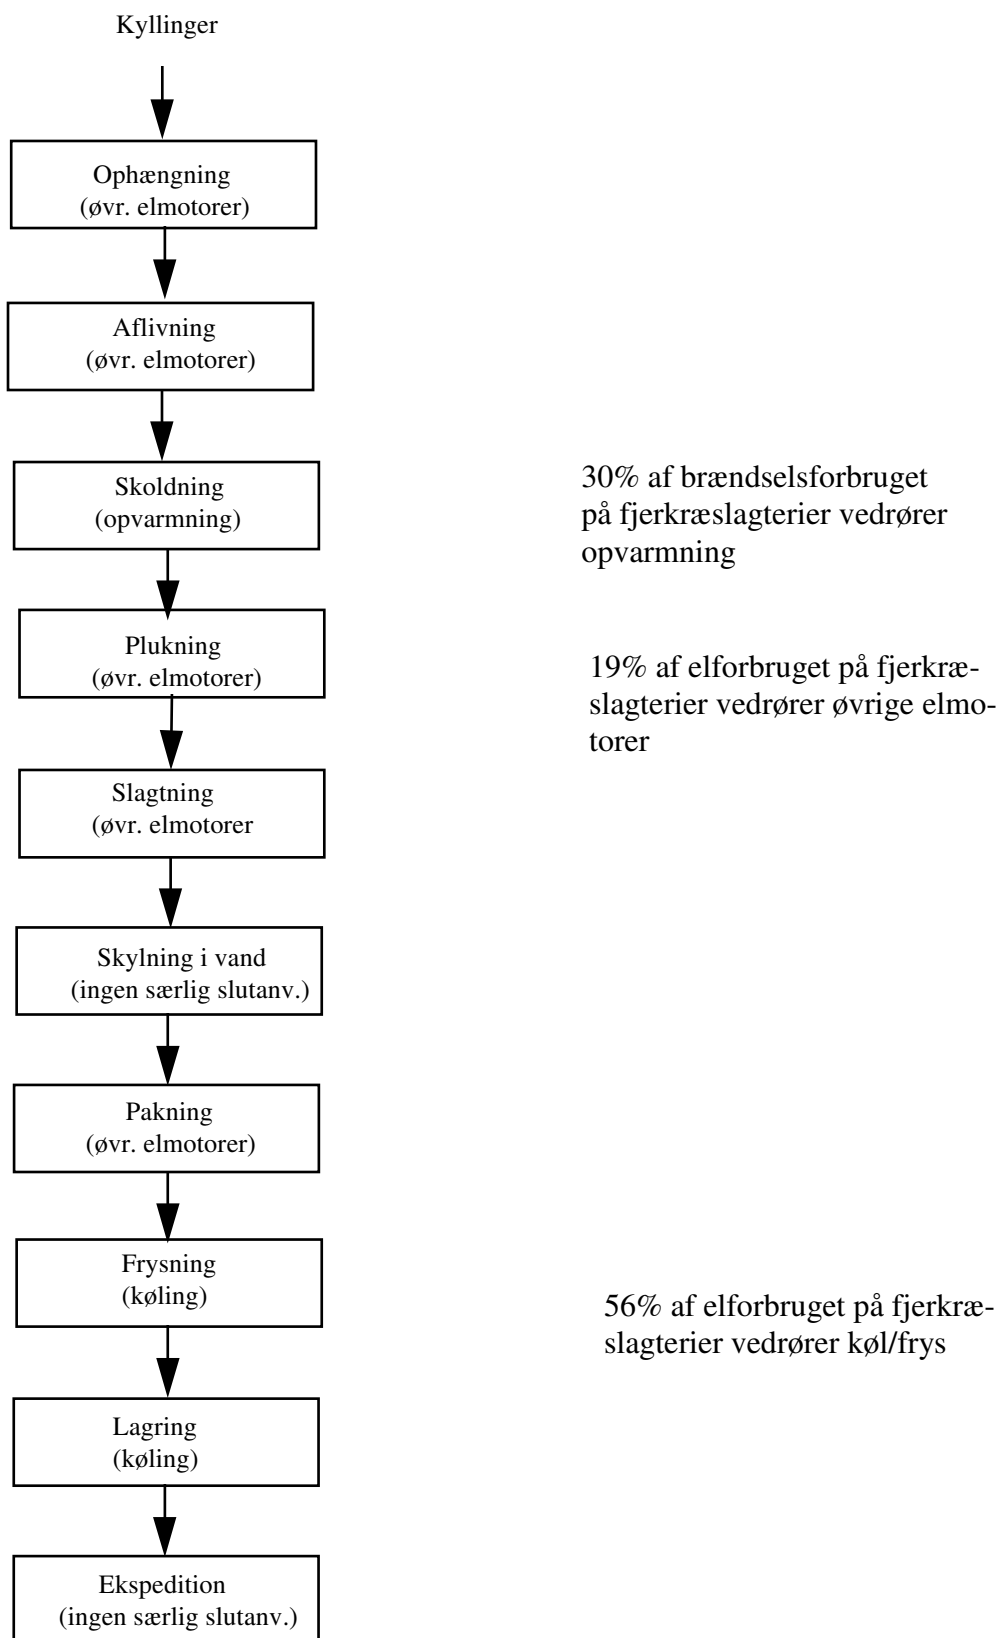 Kyllinger
Ophængning
(øvr. elmotorer)
Aflivning
(øvr. elmotorer)
Skoldning
(opvarmning)
30% af brændselsforbruget
på fjerkræslagterier vedrører
opvarmning
Plukning
(øvr. elmotorer)
19% af elforbruget på fjerkræ-
slagterier vedrører øvrige elmo-
torer
Slagtning
(øvr. elmotorer
Skylning i vand
(ingen særlig slutanv.)
Pakning
(øvr. elmotorer)
Frysning
(køling)
56% af elforbruget på fjerkræ-
slagterier vedrører køl/frys
Lagring
(køling)
Ekspedition
(ingen særlig slutanv.)